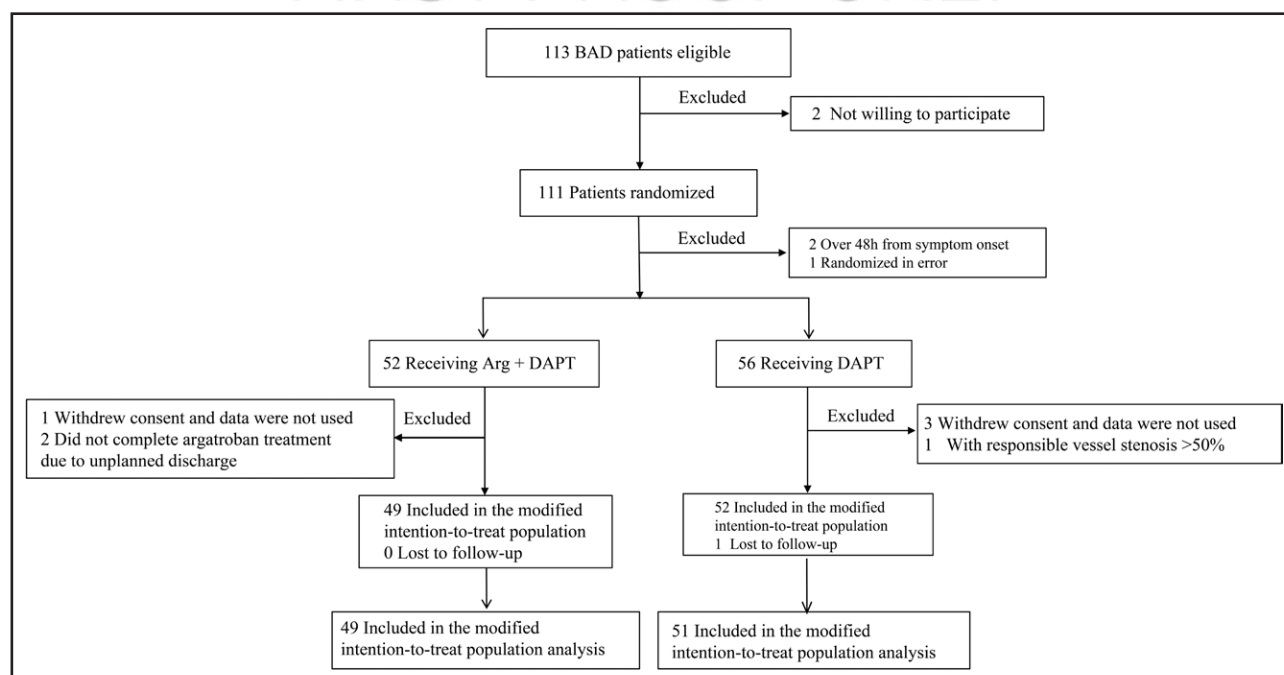 113 BAD patients eligible
Excluded
2 Not willing to participate
111 Patients randomized
Excluded
2 Over 48h from symptom onset
1 Randomized in error
52 Receiving Arg + DAPT
56 Receiving DAPT
1 Withdrew consent and data were not used
2 Did not complete argatroban treatment
due to unplanned discharge
Excluded
Excluded
3 Withdrew consent and data were not used
1 With responsible vessel stenosis >50%
49 Included in the modified
intention-to-treat population
0 Lost to follow-up
52 Included in the modified
intention-to-treat population
1 Lost to follow-up
49 Included in the modified
intention-to-treat population analysis
51 Included in the modified
intention-to-treat population analysis